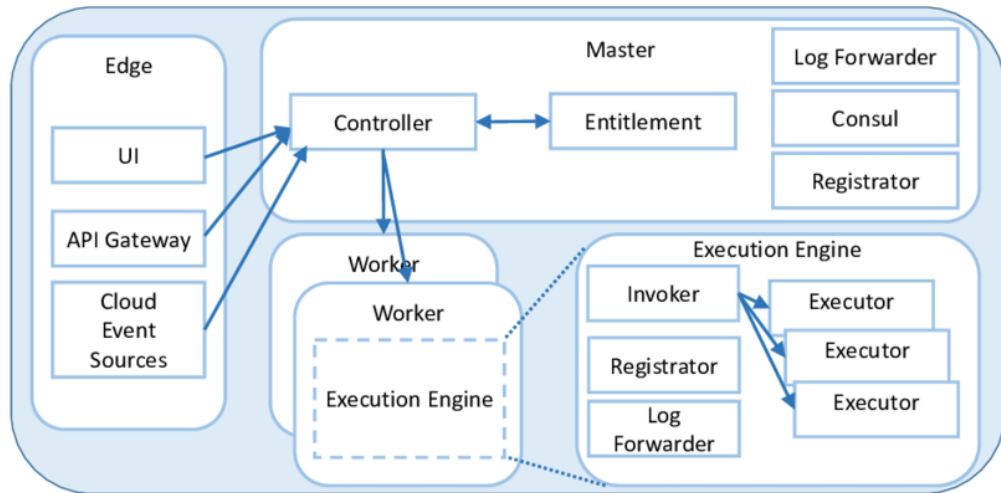 Edge
UI
API Gateway
Cloud
Event
Sources
Master
Controller
Entitlement
Log Forwarder
Consul
Registrator
Worker
Worker
Execution Engine
Execution Engine
Invoker
Registrator
Log
Forwarder
Executor
Executor
Executor